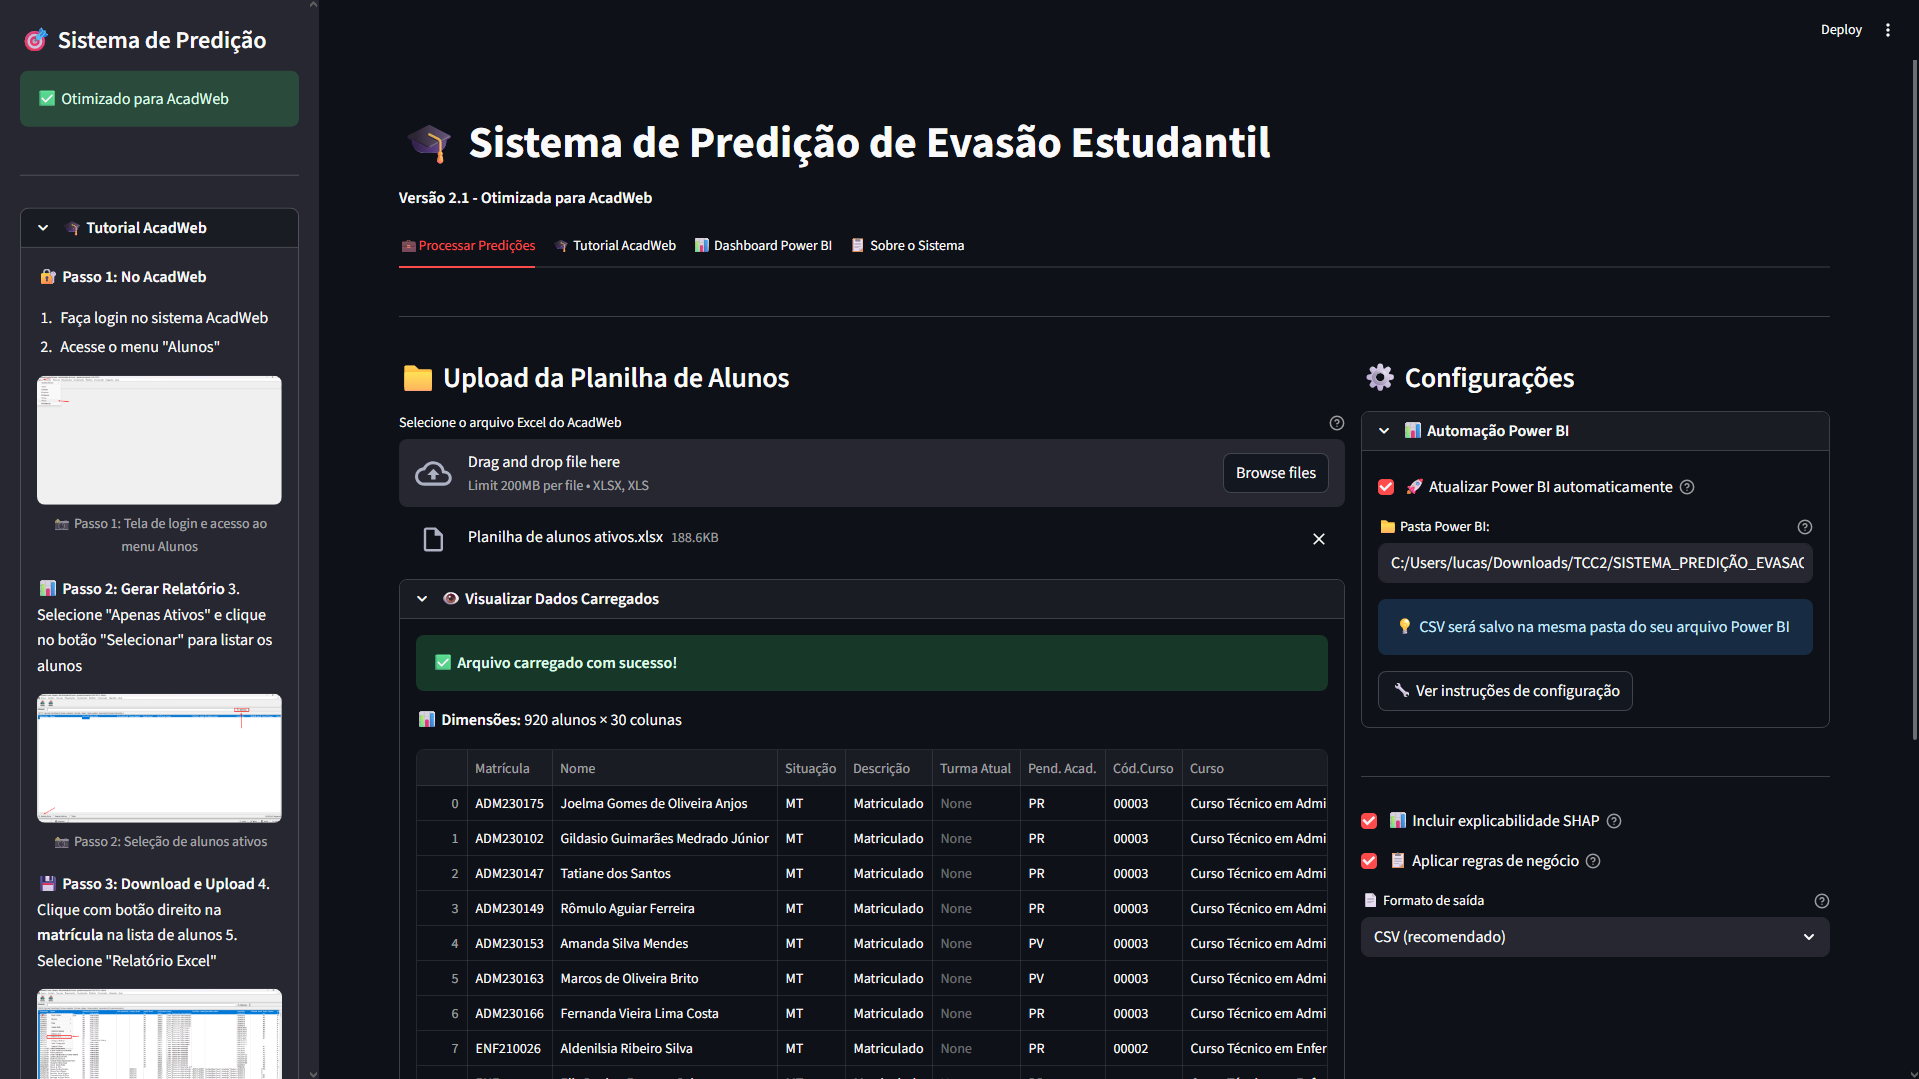 Sistema de Predição
Otimizado para AcadWeb
Tutorial AcadWeb
Passo 1: No AcadWeb
1. Faça login no sistema AcadWeb
2. Acesse o menu "Alunos"
Passo 1: Tela de login e acesso ao
menu Alunos
Passo 2: Gerar Relatório 3.
Selecione "Apenas Ativos" e clique
no botão "Selecionar" para listar os
alunos
Passo 2: Seleção de alunos ativos
Passo 3: Download e Upload 4.
Clique com botão direito na
matrícula na lista de alunos 5.
Selecione "Relatório Excel"
Deploy
Sistema de Predição de Evasão Estudantil
Versão 2.1 - Otimizada para AcadWeb
Processar Predições Tutorial AcadWeb Dashboard Power BI Sobre o Sistema
Upload da Planilha de Alunos
Selecione o arquivo Excel do AcadWeb
Drag and drop file here
Limit 200MB per file • XLSX, XLS
Browse files
Planilha de alunos ativos.xlsx 188.6KB
Visualizar Dados Carregados
Arquivo carregado com sucesso!
Dimensões: 920 alunos × 30 colunas
Matrícula Nome Situação Descrição Turma Atual Pend. Acad. Cód.Curso Curso
0 ADM230175 Joelma Gomes de Oliveira Anjos MT Matriculado None PR 00003 Curso Técnico em Admi
1 ADM230102 Gildasio Guimarães Medrado Júnior MT Matriculado None PR 00003 Curso Técnico em Admi
2 ADM230147 Tatiane dos Santos MT Matriculado None PR 00003 Curso Técnico em Admi
3 ADM230149 Rômulo Aguiar Ferreira MT Matriculado None PR 00003 Curso Técnico em Admi
4 ADM230153 Amanda Silva Mendes MT Matriculado None PV 00003 Curso Técnico em Admi
5 ADM230163 Marcos de Oliveira Brito MT Matriculado None PV 00003 Curso Técnico em Admi
6 ADM230166 Fernanda Vieira Lima Costa MT Matriculado None PR 00003 Curso Técnico em Admi
7 ENF210026 Aldenilsia Ribeiro Silva MT Matriculado None PR 00002 Curso Técnico em Enfer
Configurações
Automação Power BI
Atualizar Power BI automaticamente
Pasta Power BI:
C:/Users/lucas/Downloads/TCC2/SISTEMA_PREDIÇÃO_EVASAO
CSV será salvo na mesma pasta do seu arquivo Power BI
Ver instruções de configuração
Incluir explicabilidade SHAP
Aplicar regras de negócio
Formato de saída
CSV (recomendado)